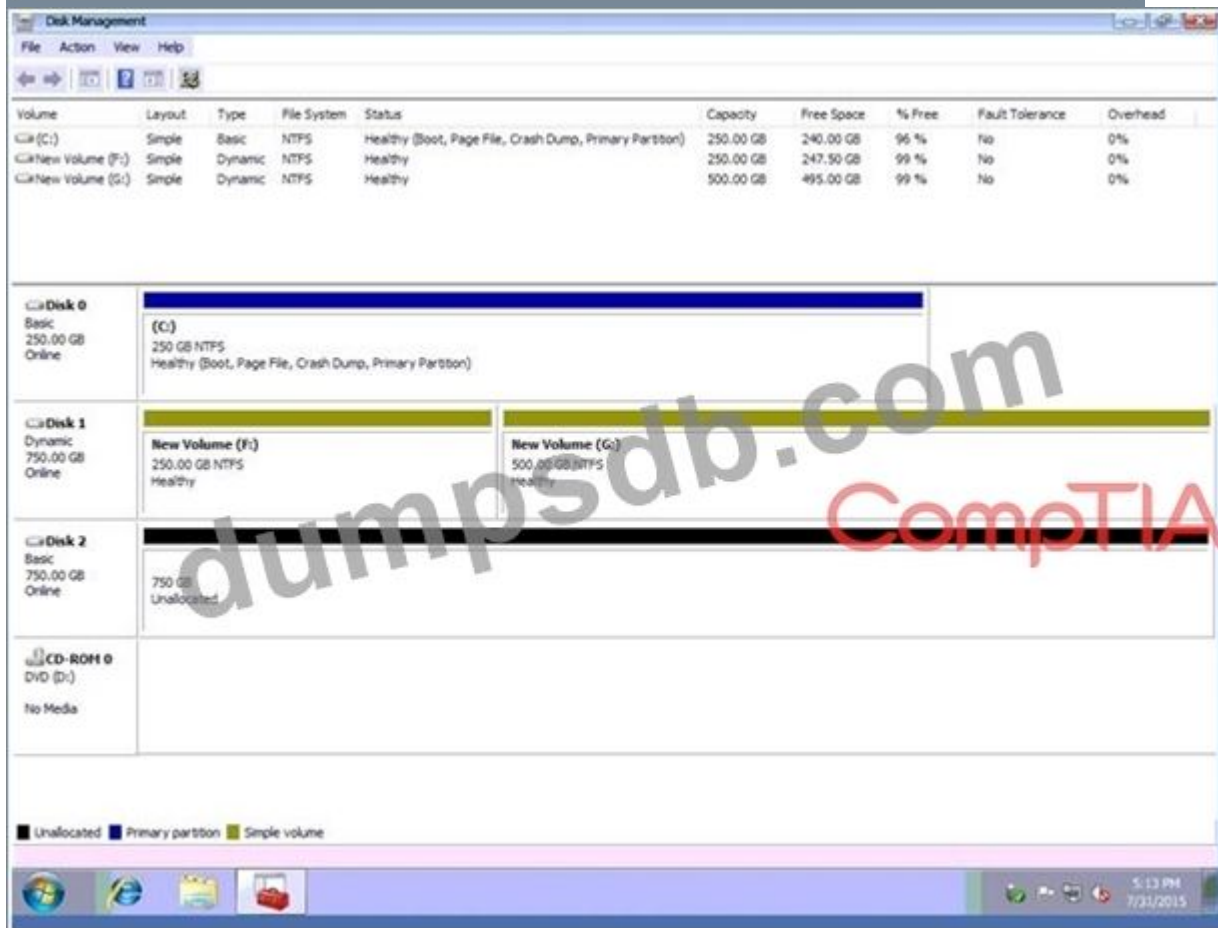 Disk Management
File Action View Help
Volume Layout Type File System Status Capacity Free Space % Free Fault Tolerance Overhead
(C:) Simple Basic NTFS Healthy (Boot, Page File, Crash Dump, Primary Partition) 250.00 GB 240.00 GB 96 % No 0%
New Volume (F:) Simple Dynamic NTFS Healthy 250.00 GB 247.50 GB 99 % No 0%
New Volume (G:) Simple Dynamic NTFS Healthy 500.00 GB 495.00 GB 99 % No 0%
Disk 0
Basic
250.00 GB
Online
(C:)
250 GB NTFS
Healthy (Boot, Page File, Crash Dump, Primary Partition)
Disk 1
Dynamic
750.00 GB
Online
New Volume (F:)
250.00 GB NTFS
Healthy
New Volume (G:)
500.00 GB NTFS
Healthy
Disk 2
Basic
750.00 GB
Online
750 GB
Unallocated
CD-ROM 0
DVD (D:)
No Media
Unallocated Primary partition Simple volume
5:13 PM
7/31/2015
dumpsdb.com
CompTIA